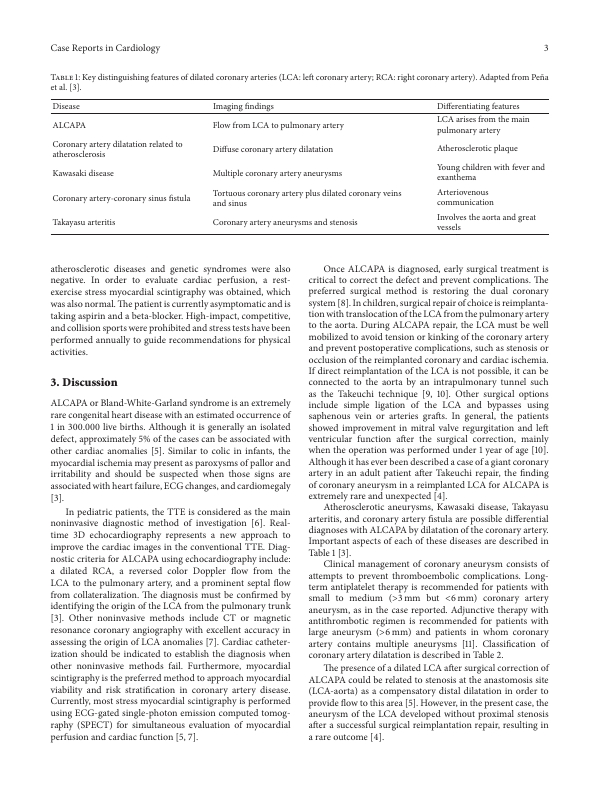 Case Reports in Cardiology
3
Table 1: Key distinguishing features of dilated coronary arteries (LCA: left coronary artery; RCA: right coronary artery). Adapted from Peña
et al. [3].
Disease
Imaging findings
Differentiating features
ALCAPA
Flow from LCA to pulmonary artery
LCA arises from the main
pulmonary artery
Coronary artery dilatation related to
atherosclerosis
Diffuse coronary artery dilatation
Atherosclerotic plaque
Kawasaki disease
Multiple coronary artery aneurysms
Young children with fever and
exanthema
Coronary artery-coronary sinus fistula
Tortuous coronary artery plus dilated coronary veins
and sinus
Arteriovenous
communication
Takayasu arteritis
Coronary artery aneurysms and stenosis
Involves the aorta and great
vessels
atherosclerotic diseases and genetic syndromes were also
negative. In order to evaluate cardiac perfusion, a rest-
exercise stress myocardial scintigraphy was obtained, which
was also normal. The patient is currently asymptomatic and is
taking aspirin and a beta-blocker. High-impact, competitive,
and collision sports were prohibited and stress tests have been
performed annually to guide recommendations for physical
activities.
3. Discussion
ALCAPA or Bland-White-Garland syndrome is an extremely
rare congenital heart disease with an estimated occurrence of
1 in 300.000 live births. Although it is generally an isolated
defect, approximately 5% of the cases can be associated with
other cardiac anomalies [5]. Similar to colic in infants, the
myocardial ischemia may present as paroxysms of pallor and
irritability and should be suspected when those signs are
associated with heart failure, ECG changes, and cardiomegaly
[3].
In pediatric patients, the TTE is considered as the main
noninvasive diagnostic method of investigation [6]. Real-
time 3D echocardiography represents a new approach to
improve the cardiac images in the conventional TTE. Diag-
nostic criteria for ALCAPA using echocardiography include:
a dilated RCA, a reversed color Doppler flow from the
LCA to the pulmonary artery, and a prominent septal flow
from collateralization. The diagnosis must be confirmed by
identifying the origin of the LCA from the pulmonary trunk
[3]. Other noninvasive methods include CT or magnetic
resonance coronary angiography with excellent accuracy in
assessing the origin of LCA anomalies [7]. Cardiac catheter-
ization should be indicated to establish the diagnosis when
other noninvasive methods fail. Furthermore, myocardial
scintigraphy is the preferred method to approach myocardial
viability and risk stratification in coronary artery disease.
Currently, most stress myocardial scintigraphy is performed
using ECG-gated single-photon emission computed tomog-
raphy (SPECT) for simultaneous evaluation of myocardial
perfusion and cardiac function [5, 7].
Once ALCAPA is diagnosed, early surgical treatment is
critical to correct the defect and prevent complications. The
preferred surgical method is restoring the dual coronary
system [8]. In children, surgical repair of choice is reimplanta-
tion with translocation of the LCA from the pulmonary artery
to the aorta. During ALCAPA repair, the LCA must be well
mobilized to avoid tension or kinking of the coronary artery
and prevent postoperative complications, such as stenosis or
occlusion of the reimplanted coronary and cardiac ischemia.
If direct reimplantation of the LCA is not possible, it can be
connected to the aorta by an intrapulmonary tunnel such
as the Takeuchi technique [9, 10]. Other surgical options
include simple ligation of the LCA and bypasses using
saphenous vein or arteries grafts. In general, the patients
showed improvement in mitral valve regurgitation and left
ventricular function after the surgical correction, mainly
when the operation was performed under 1 year of age [10].
Although it has ever been described a case of a giant coronary
artery in an adult patient after Takeuchi repair, the finding
of coronary aneurysm in a reimplanted LCA for ALCAPA is
extremely rare and unexpected [4].
Atherosclerotic aneurysms, Kawasaki disease, Takayasu
arteritis, and coronary artery fistula are possible differential
diagnoses with ALCAPA by dilatation of the coronary artery.
Important aspects of each of these diseases are described in
Table 1 [3].
Clinical management of coronary aneurysm consists of
attempts to prevent thromboembolic complications. Long-
term antiplatelet therapy is recommended for patients with
small to medium (>3 mm but <6 mm) coronary artery
aneurysm, as in the case reported. Adjunctive therapy with
antithrombotic regimen is recommended for patients with
large aneurysm (>6 mm) and patients in whom coronary
artery contains multiple aneurysms [11]. Classification of
coronary artery dilatation is described in Table 2.
The presence of a dilated LCA after surgical correction of
ALCAPA could be related to stenosis at the anastomosis site
(LCA-aorta) as a compensatory distal dilatation in order to
provide flow to this area [5]. However, in the present case, the
aneurysm of the LCA developed without proximal stenosis
after a successful surgical reimplantation repair, resulting in
a rare outcome [4].